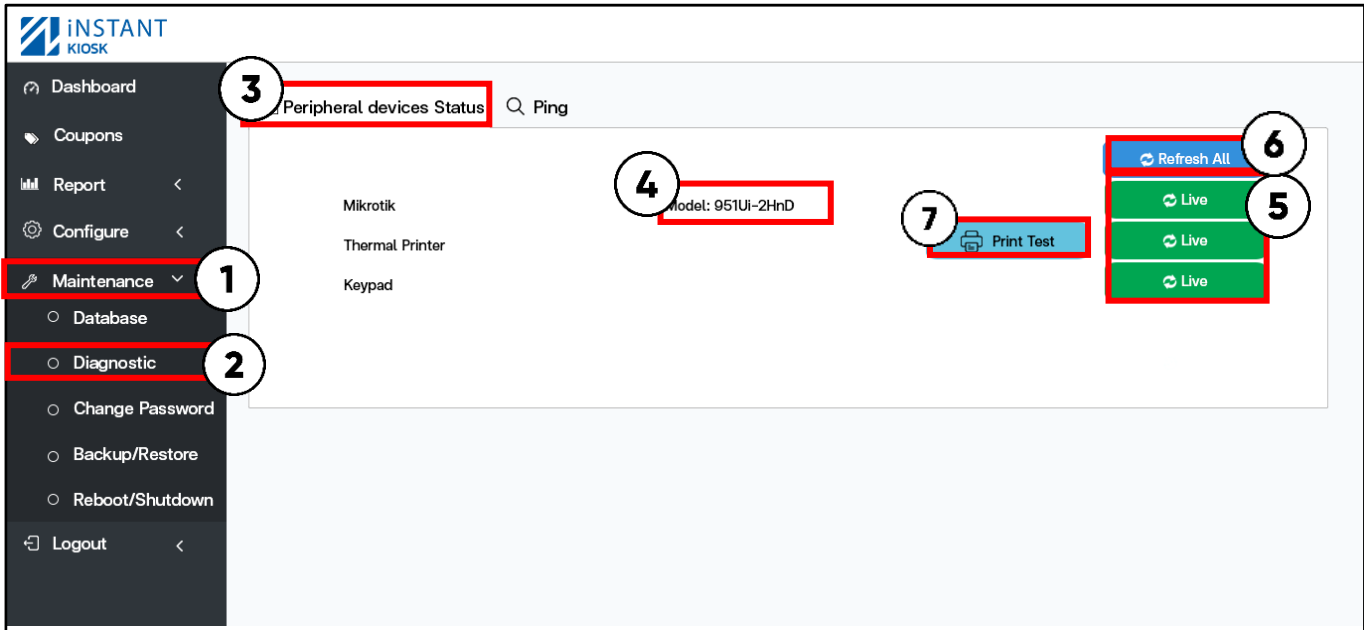 iNSTANT
KIOSK
Dashboard
Coupons
Report
Configure
Maintenance
Database
Diagnostic
Change Password
Backup/Restore
Reboot/Shutdown
Logout
1
2
3
Peripheral devices Status
Ping
6
Refresh All
4
Mikrotik
Model: 951Ui-2HnD
Live
5
7
Thermal Printer
Print Test
Live
Keypad
Live